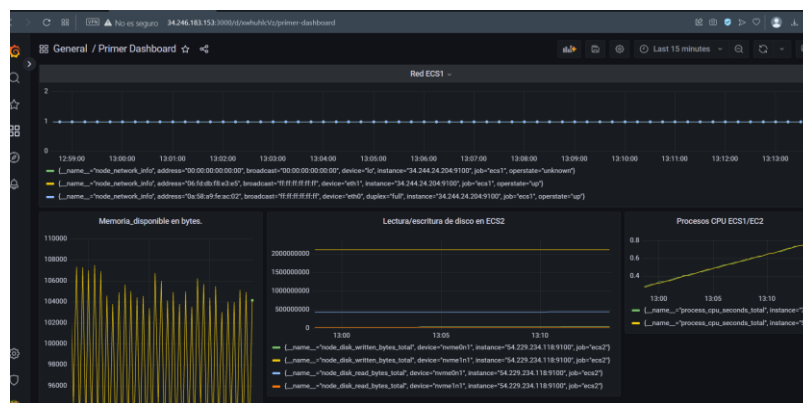 VPN No es seguro 34.246.183.153:3000/d/xwhuhfcVz/primer-dashboard
General / Primer Dashboard
Last 15 minutes
Red ECS1
2
1
0
12:59:00 13:00:00 13:01:00 13:02:00 13:03:00 13:04:00 13:05:00 13:06:00 13:07:00 13:08:00 13:09:00 13:10:00 13:11:00 13:12:00 13:13:00
{__name__="node_network_info", address="00:00:00:00:00:00", broadcast="00:00:00:00:00:00", device="lo", instance="34.244.24.204:9100", job="ecs1", operstate="unknown"}
{__name__="node_network_info", address="06:fd:db:f8:e3:e5", broadcast="ff:ff:ff:ff:ff:ff", device="eth1", instance="34.244.24.204:9100", job="ecs1", operstate="up"}
{__name__="node_network_info", address="0a:58:a9:fe:ac:02", broadcast="ff:ff:ff:ff:ff:ff", device="eth0", duplex="full", instance="34.244.24.204:9100", job="ecs1", operstate="up"}
Memoria_disponible en bytes.
110000
108000
106000
104000
102000
100000
98000
96000
Lectura/escritura de disco en ECS2
2000000000
1500000000
1000000000
500000000
0
13:00 13:05 13:10
{__name__="node_disk_written_bytes_total", device="nvme0n1", instance="54.229.234.118:9100", job="ecs2"}
{__name__="node_disk_written_bytes_total", device="nvme1n1", instance="54.229.234.118:9100", job="ecs2"}
{__name__="node_disk_read_bytes_total", device="nvme0n1", instance="54.229.234.118:9100", job="ecs2"}
{__name__="node_disk_read_bytes_total", device="nvme1n1", instance="54.229.234.118:9100", job="ecs2"}
Procesos CPU ECS1/EC2
0.8
0.6
0.4
13:00 13:05 13:10
{__name__="process_cpu_seconds_total", instance="
{__name__="process_cpu_seconds_total", instance="